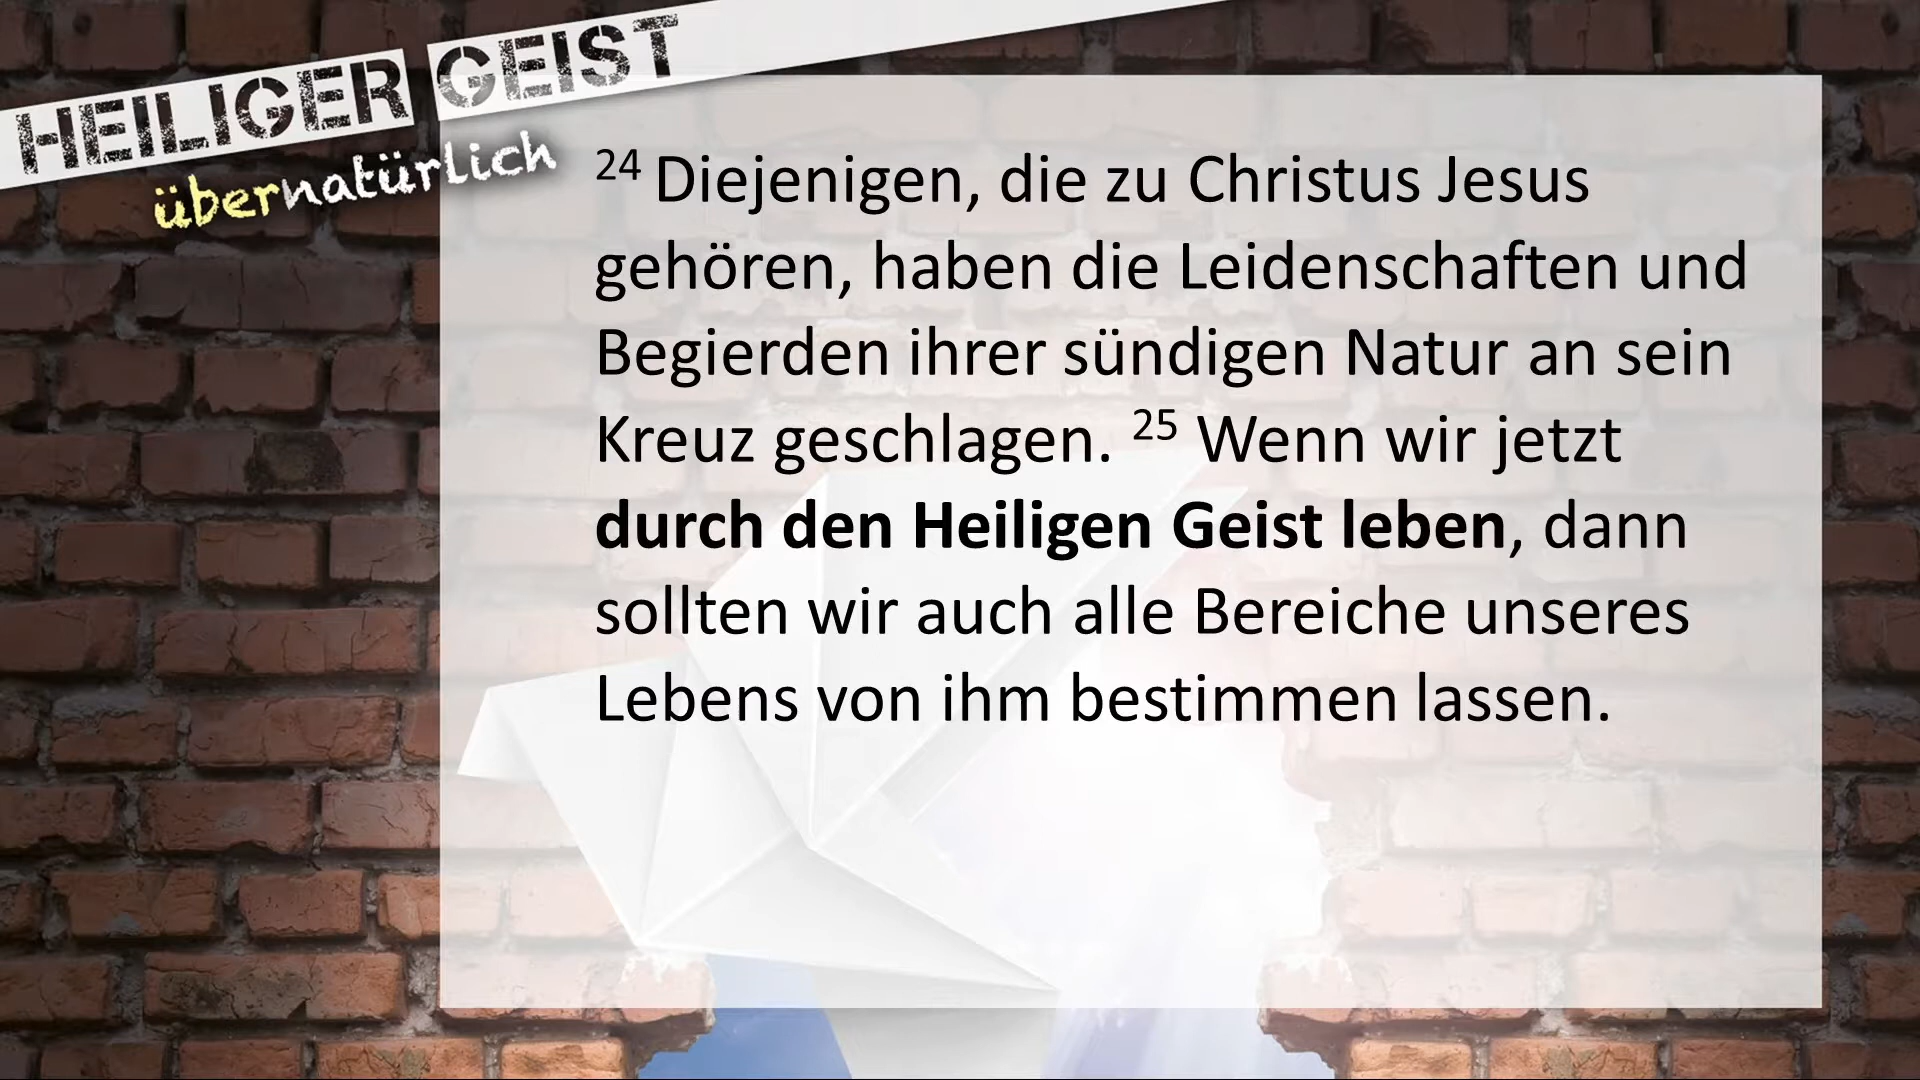 HEILIGER GEIST
übernatürlich
24 Diejenigen, die zu Christus Jesus
gehören, haben die Leidenschaften und
Begierden ihrer sündigen Natur an sein
Kreuz geschlagen. 25 Wenn wir jetzt
durch den Heiligen Geist leben, dann
sollten wir auch alle Bereiche unseres
Lebens von ihm bestimmen lassen.